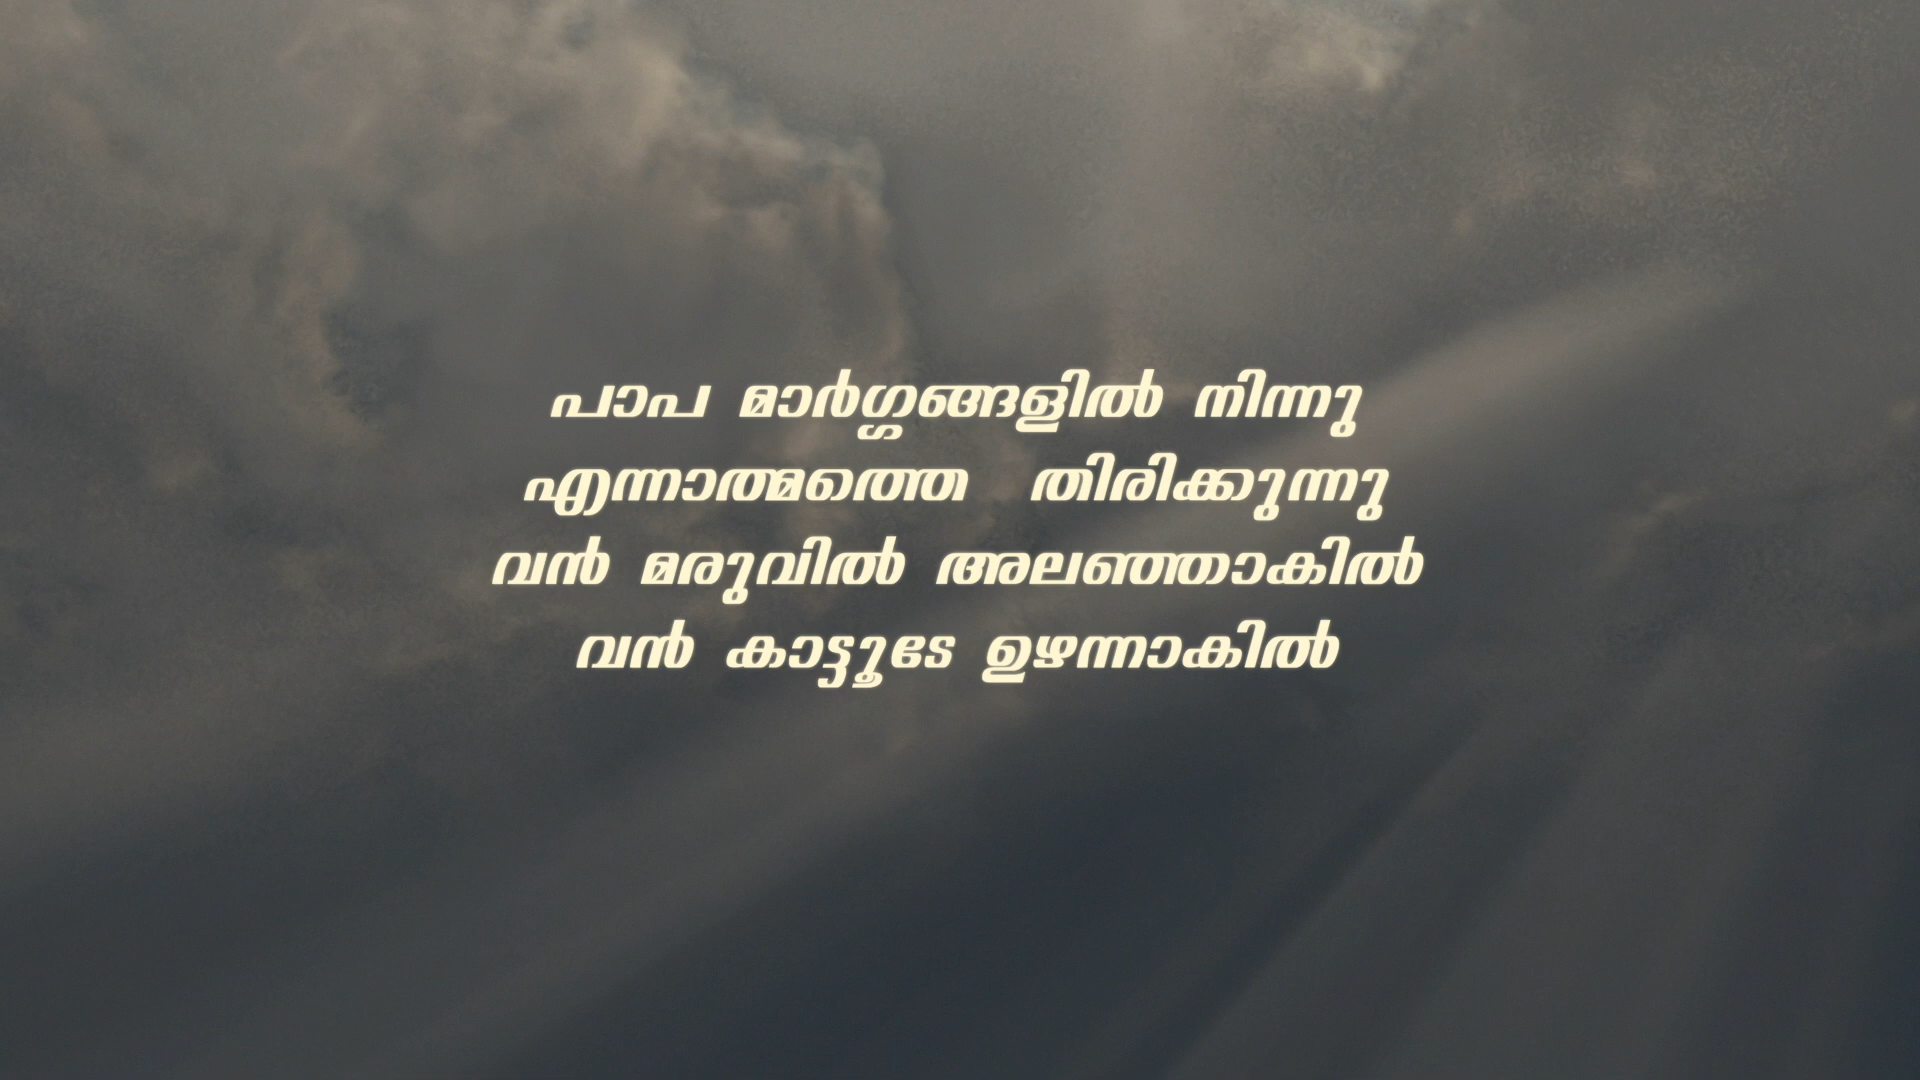 പാപ മാർഗ്ഗങ്ങളിൽ നിന്നു
എന്നാത്മത്തെ തിരിക്കുന്നു
വൻ മരുവിൽ അലഞ്ഞാകിൽ
വൻ കാട്ടൂടേ ഉഴന്നാകിൽ